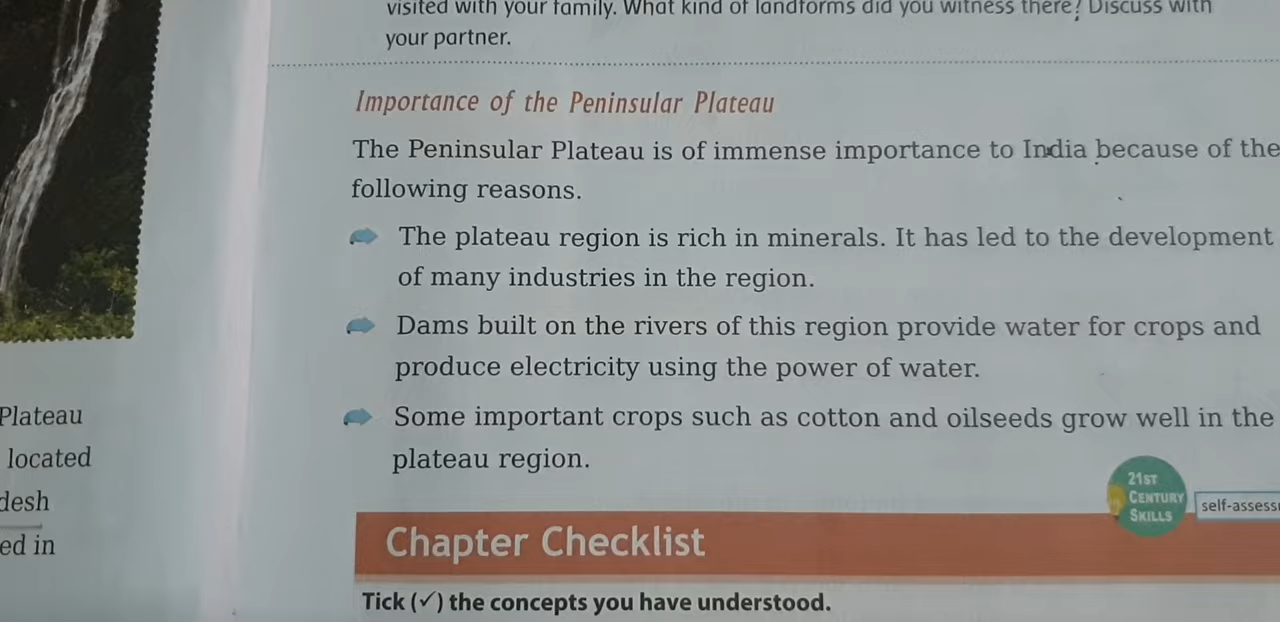 visited with your family. What kind of landforms did you witness there? Discuss with
your partner.
Importance of the Peninsular Plateau
The Peninsular Plateau is of immense importance to India because of the
following reasons.
The plateau region is rich in minerals. It has led to the development
of many industries in the region.
Dams built on the rivers of this region provide water for crops and
produce electricity using the power of water.
Some important crops such as cotton and oilseeds grow well in the
plateau region.
Plateau
located
desh
ed in
21ST
CENTURY
SKILLS
self-assess
Chapter Checklist
Tick (✓) the concepts you have understood.